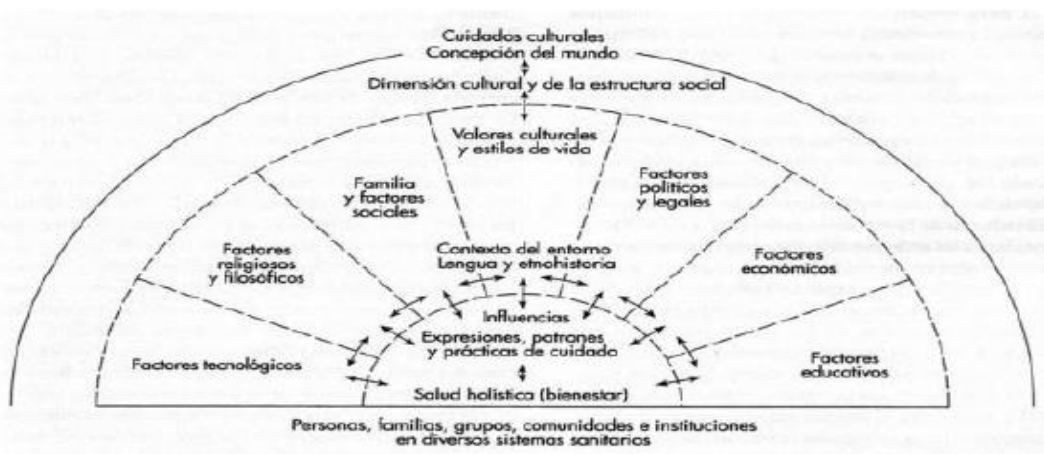 Cuidados culturales
Concepción del mundo
Dimensión cultural y de la estructura social
Valores culturales
y estilos de vida
Familia
y factores
sociales
Factores
políticos
y legales
Factores
religiosos
y filosóficos
Contexto del entorno
Lengua y etnohistoria
Factores
económicos
Influencias
Expresiones, patrones
y prácticas de cuidado
Factores tecnológicos
Factores
educativos
Salud holística (bienestar)
Personas, familias, grupos, comunidades e instituciones
en diversos sistemas sanitarios